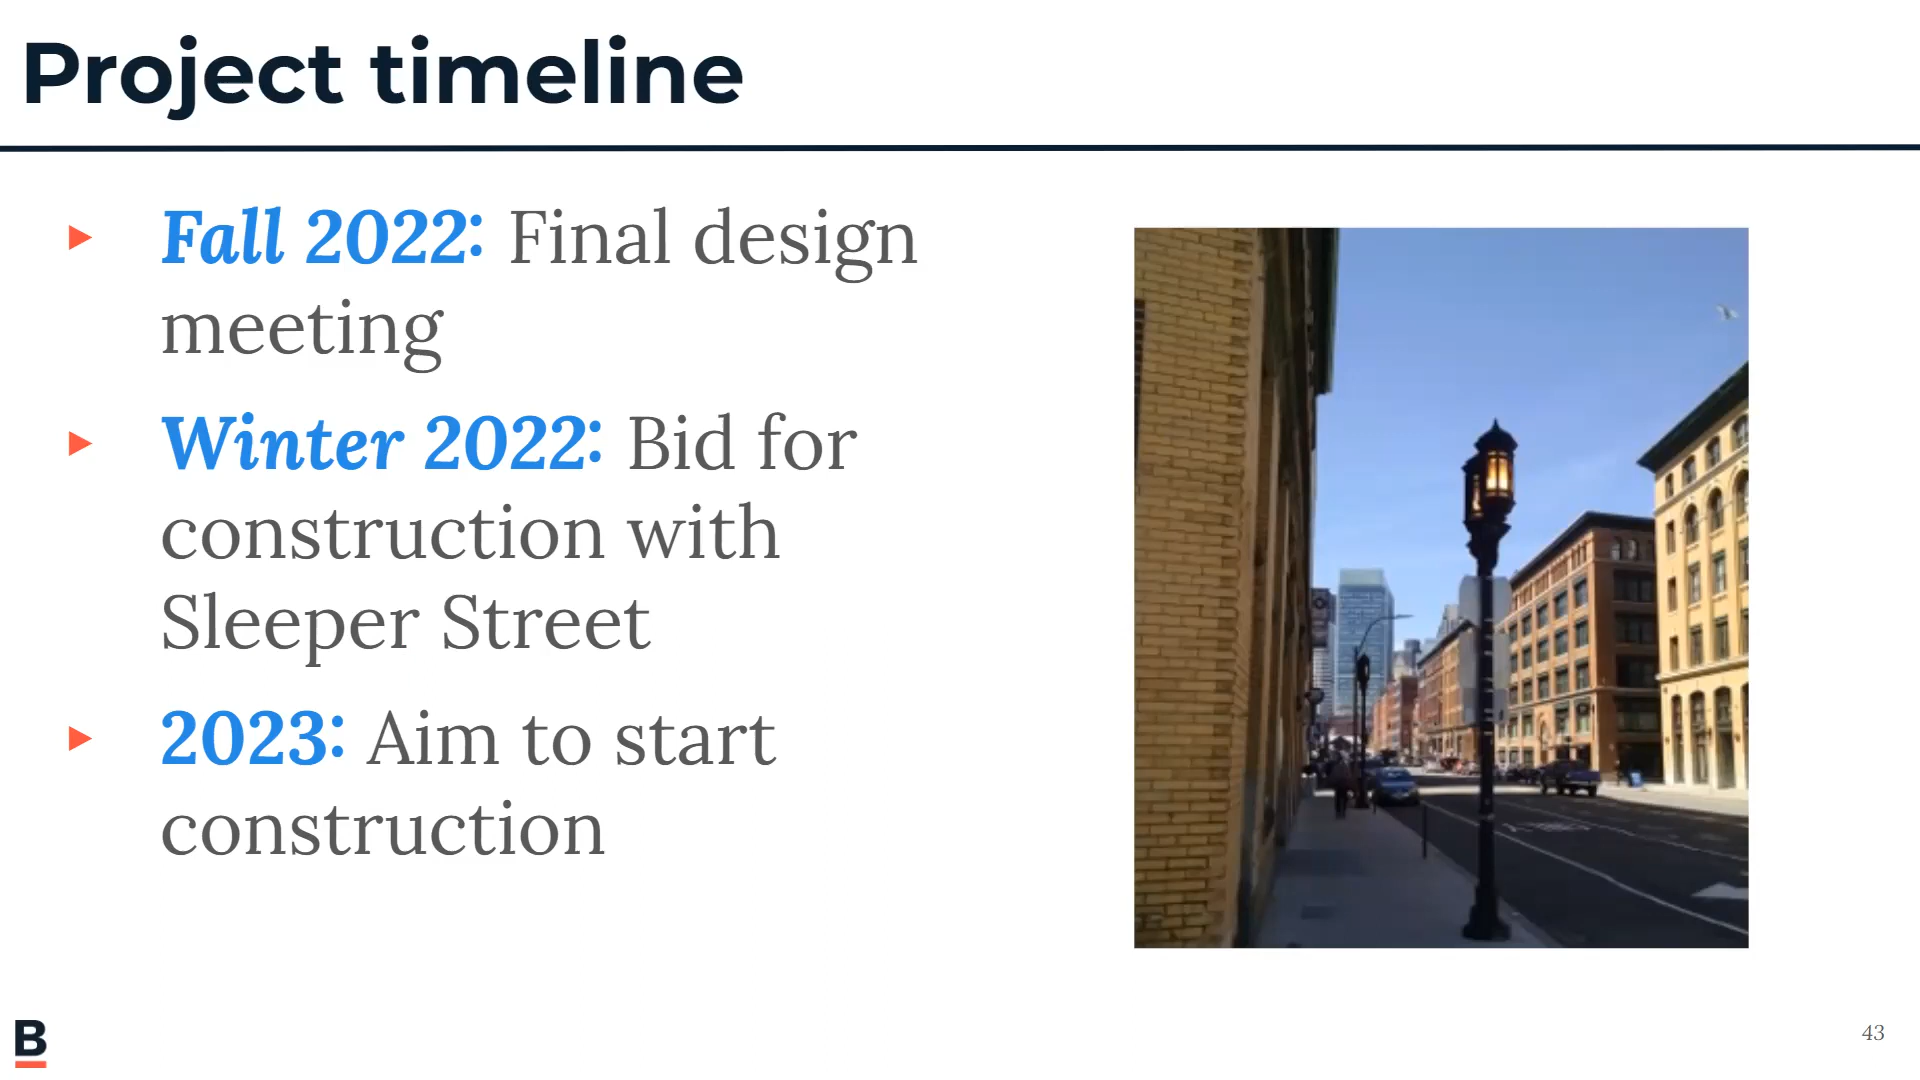 Project timeline
Fall 2022: Final design
meeting
Winter 2022: Bid for
construction with
Sleeper Street
2023: Aim to start
construction
B
43